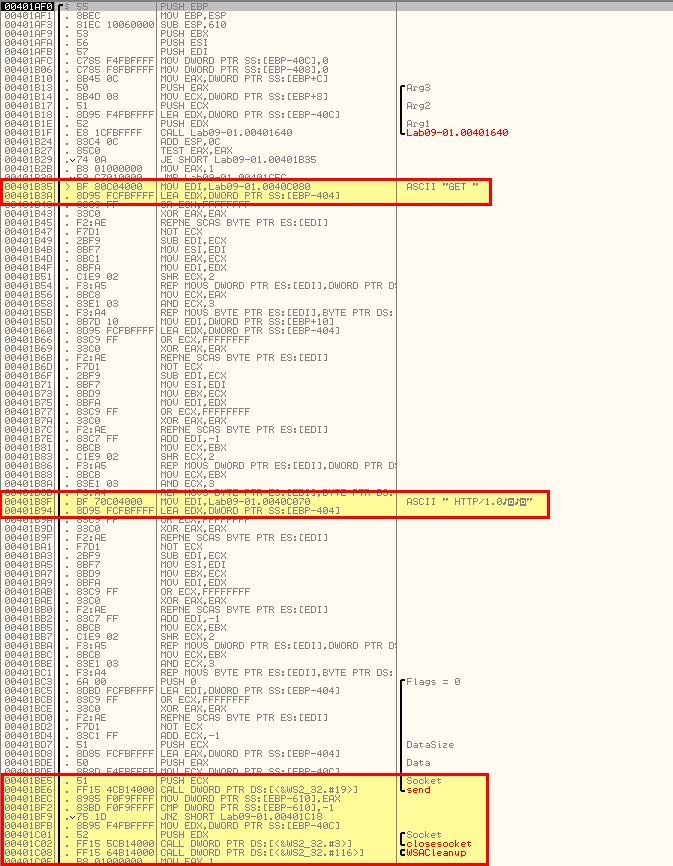 00401AF0 $ 55 PUSH EBP
00401AF1 . 8BEC MOV EBP,ESP
00401AF3 . 81EC 10060000 SUB ESP,610
00401AF9 . 53 PUSH EBX
00401AFA . 56 PUSH ESI
00401AFB . 57 PUSH EDI
00401AFC . C785 F4FBFFFF MOV DWORD PTR SS:[EBP-40C],0
00401B06 . C785 F8FBFFFF MOV DWORD PTR SS:[EBP-408],0
00401B10 . 8B45 0C MOV EAX,DWORD PTR SS:[EBP+C]
00401B13 . 50 PUSH EAX Arg3
00401B14 . 8B4D 08 MOV ECX,DWORD PTR SS:[EBP+8]
00401B17 . 51 PUSH ECX Arg2
00401B18 . 8D95 F4FBFFFF LEA EDX,DWORD PTR SS:[EBP-40C]
00401B1E . 52 PUSH EDX Arg1
00401B1F . E8 1CFBFFFF CALL Lab09-01.00401640 Lab09-01.00401640
00401B24 . 83C4 0C ADD ESP,0C
00401B27 . 85C0 TEST EAX,EAX
00401B29 . 74 0A JE SHORT Lab09-01.00401B35
00401B2B . B8 01000000 MOV EAX,1
00401B35 > BF 80C04000 MOV EDI,Lab09-01.0040C080 ASCII "GET "
00401B3A . 8D95 FCFBFFFF LEA EDX,DWORD PTR SS:[EBP-404]
00401B43 . 33C0 XOR EAX,EAX
00401B45 . F2:AE REPNE SCAS BYTE PTR ES:[EDI]
00401B47 . F7D1 NOT ECX
00401B49 . 2BF9 SUB EDI,ECX
00401B4B . 8BF7 MOV ESI,EDI
00401B4D . 8BC1 MOV EAX,ECX
00401B4F . 8BFA MOV EDI,EDX
00401B51 . C1E9 02 SHR ECX,2
00401B54 . F3:A5 REP MOVS DWORD PTR ES:[EDI],DWORD PTR D
00401B56 . 8BC8 MOV ECX,EAX
00401B58 . 83E1 03 AND ECX,3
00401B5B . F3:A4 REP MOVS BYTE PTR ES:[EDI],BYTE PTR DS:
00401B5D . 8B7D 10 MOV EDI,DWORD PTR SS:[EBP+10]
00401B60 . 8D95 FCFBFFFF LEA EDX,DWORD PTR SS:[EBP-404]
00401B66 . 83C9 FF OR ECX,FFFFFFFF
00401B69 . 33C0 XOR EAX,EAX
00401B6B . F2:AE REPNE SCAS BYTE PTR ES:[EDI]
00401B6D . F7D1 NOT ECX
00401B6F . 2BF9 SUB EDI,ECX
00401B71 . 8BF7 MOV ESI,EDI
00401B73 . 8BD9 MOV EBX,ECX
00401B75 . 8BFA MOV EDI,EDX
00401B77 . 83C9 FF OR ECX,FFFFFFFF
00401B7A . 33C0 XOR EAX,EAX
00401B7C . F2:AE REPNE SCAS BYTE PTR ES:[EDI]
00401B7E . 83C7 FF ADD EDI,-1
00401B81 . 8BCB MOV ECX,EBX
00401B83 . C1E9 02 SHR ECX,2
00401B86 . F3:A5 REP MOVS DWORD PTR ES:[EDI],DWORD PTR D
00401B88 . 8BCB MOV ECX,EBX
00401B8A . 83E1 03 AND ECX,3
00401B8F . BF 70C04000 MOV EDI,Lab09-01.0040C070 ASCII " HTTP/1.0♪◙♪◙"
00401B94 . 8D95 FCFBFFFF LEA EDX,DWORD PTR SS:[EBP-404]
00401B9D . 33C0 XOR EAX,EAX
00401B9F . F2:AE REPNE SCAS BYTE PTR ES:[EDI]
00401BA1 . F7D1 NOT ECX
00401BA3 . 2BF9 SUB EDI,ECX
00401BA5 . 8BF7 MOV ESI,EDI
00401BA7 . 8BD9 MOV EBX,ECX
00401BA9 . 8BFA MOV EDI,EDX
00401BAB . 83C9 FF OR ECX,FFFFFFFF
00401BAE . 33C0 XOR EAX,EAX
00401BB0 . F2:AE REPNE SCAS BYTE PTR ES:[EDI]
00401BB2 . 83C7 FF ADD EDI,-1
00401BB5 . 8BCB MOV ECX,EBX
00401BB7 . C1E9 02 SHR ECX,2
00401BBA . F3:A5 REP MOVS DWORD PTR ES:[EDI],DWORD PTR D
00401BBC . 8BCB MOV ECX,EBX
00401BBE . 83E1 03 AND ECX,3
00401BC1 . F3:A4 REP MOVS BYTE PTR ES:[EDI],BYTE PTR DS:
00401BC3 . 6A 00 PUSH 0 Flags = 0
00401BC5 . 8DBD FCFBFFFF LEA EDI,DWORD PTR SS:[EBP-404]
00401BCB . 83C9 FF OR ECX,FFFFFFFF
00401BCE . 33C0 XOR EAX,EAX
00401BD0 . F2:AE REPNE SCAS BYTE PTR ES:[EDI]
00401BD2 . F7D1 NOT ECX
00401BD4 . 83C1 FF ADD ECX,-1
00401BD7 . 51 PUSH ECX DataSize
00401BD8 . 8D85 FCFBFFFF LEA EAX,DWORD PTR SS:[EBP-404]
00401BDE . 50 PUSH EAX Data
00401BE5 . 51 PUSH ECX Socket
00401BE6 . FF15 4CB14000 CALL DWORD PTR DS:[<&WS2_32.#19>] send
00401BEC . 8985 F0F9FFFF MOV DWORD PTR SS:[EBP-610],EAX
00401BF2 . 83BD F0F9FFFF CMP DWORD PTR SS:[EBP-610],-1
00401BF9 . 75 1D JNZ SHORT Lab09-01.00401C18
00401BFB . 8B95 F4FBFFFF MOV EDX,DWORD PTR SS:[EBP-40C]
00401C01 . 52 PUSH EDX Socket
00401C02 . FF15 5CB14000 CALL DWORD PTR DS:[<&WS2_32.#3>] closesocket
00401C08 . FF15 64B14000 CALL DWORD PTR DS:[<&WS2_32.#116>] WSACleanup